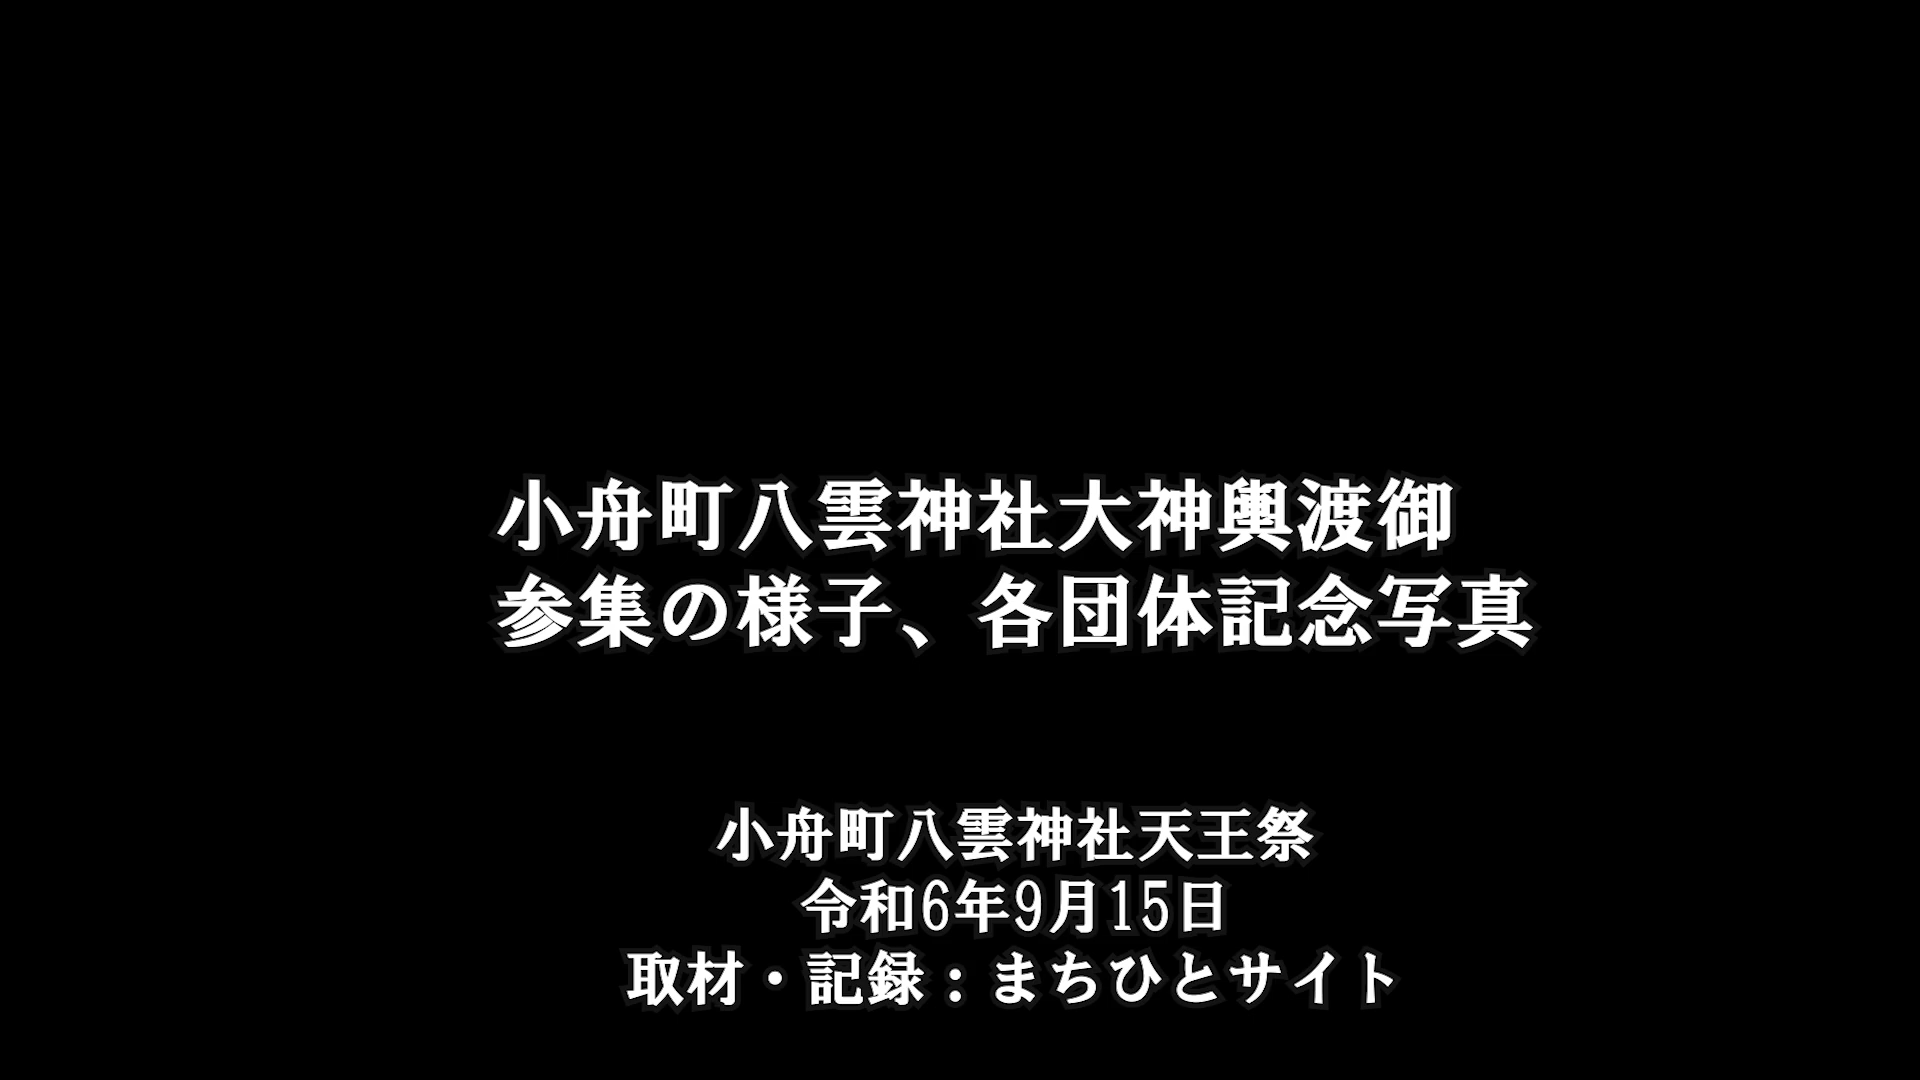 小舟町八雲神社大神輿渡御
参集の様子、各団体記念写真
小舟町八雲神社天王祭
令和6年9月15日
取材・記録：まちひとサイト